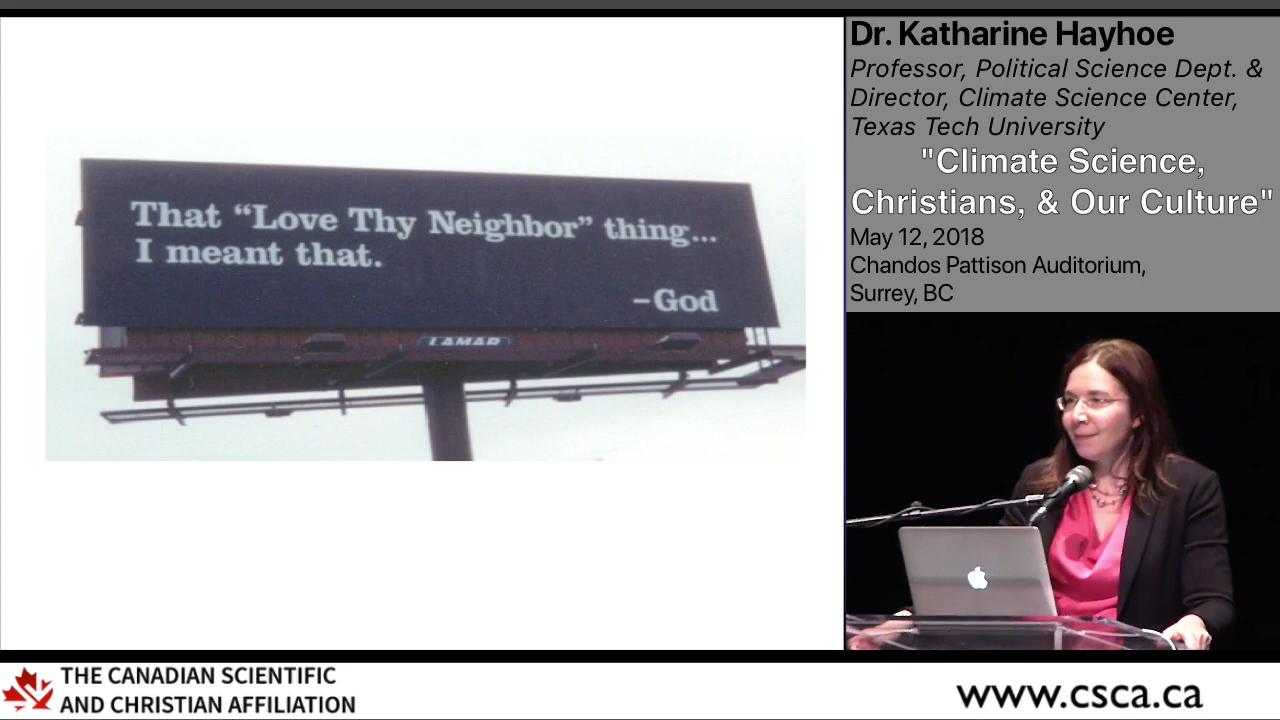 That “Love Thy Neighbor” thing...
I meant that.
–God
LAMAR
Dr. Katharine Hayhoe
Professor, Political Science Dept. &
Director, Climate Science Center,
Texas Tech University
"Climate Science,
Christians, & Our Culture"
May 12, 2018
Chandos Pattison Auditorium,
Surrey, BC
THE CANADIAN SCIENTIFIC
AND CHRISTIAN AFFILIATION
www.csca.ca